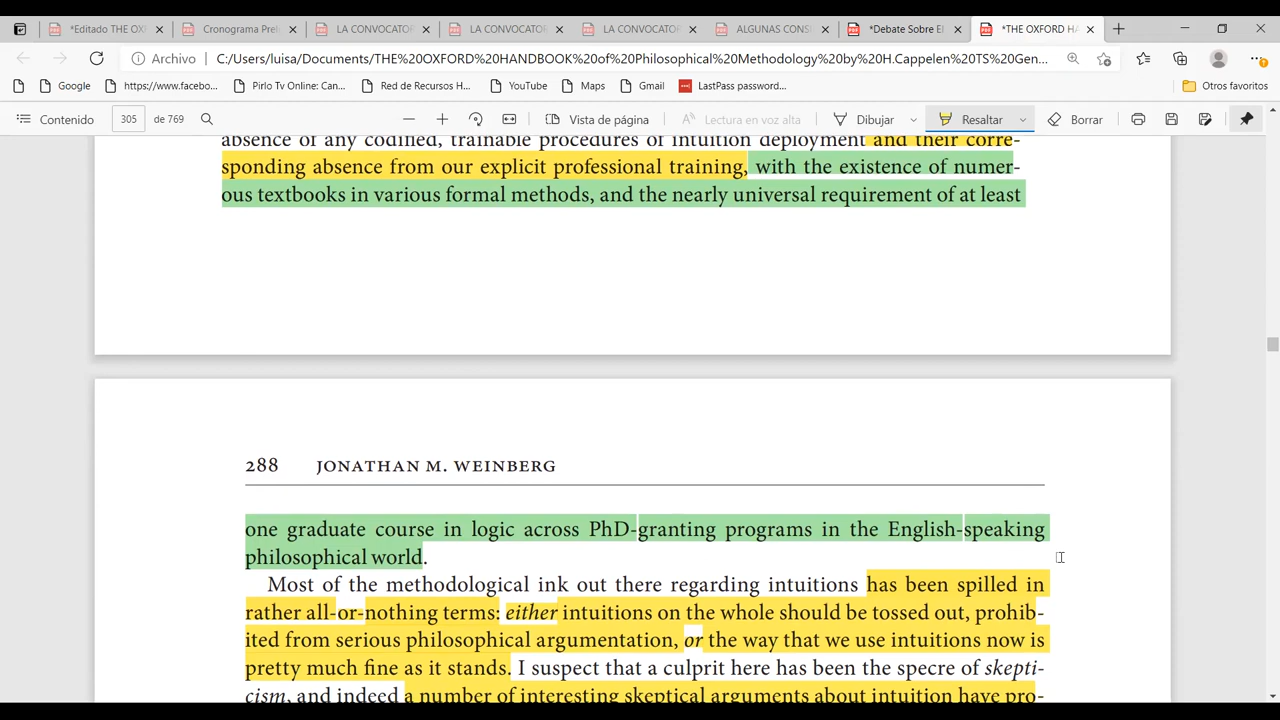 *Editado THE OX
Cronograma Prel
LA CONVOCATOR
LA CONVOCATOR
LA CONVOCATOR
ALGUNAS CONS
*Debate Sobre El
*THE OXFORD H
Archivo C:/Users/luisa/Documents/THE%20OXFORD%20HANDBOOK%20of%20Philosophical%20Methodology%20by%20H.Cappelen%20TS%20Gen...
Google https://www.facebo... Pirlo Tv Online: Can... Red de Recursos H... YouTube Maps Gmail LastPass password... Otros favoritos
Contenido 305 de 769 Vista de página Lectura en voz alta Dibujar Resaltar Borrar
absence of any codified, trainable procedures of intuition deployment and their corre-
sponding absence from our explicit professional training, with the existence of numer-
ous textbooks in various formal methods, and the nearly universal requirement of at least
288 JONATHAN M. WEINBERG
one graduate course in logic across PhD-granting programs in the English-speaking
philosophical world.
Most of the methodological ink out there regarding intuitions has been spilled in
rather all-or-nothing terms: either intuitions on the whole should be tossed out, prohib-
ited from serious philosophical argumentation, or the way that we use intuitions now is
pretty much fine as it stands. I suspect that a culprit here has been the specre of skepti-
cism, and indeed a number of interesting skeptical arguments about intuition have pro-